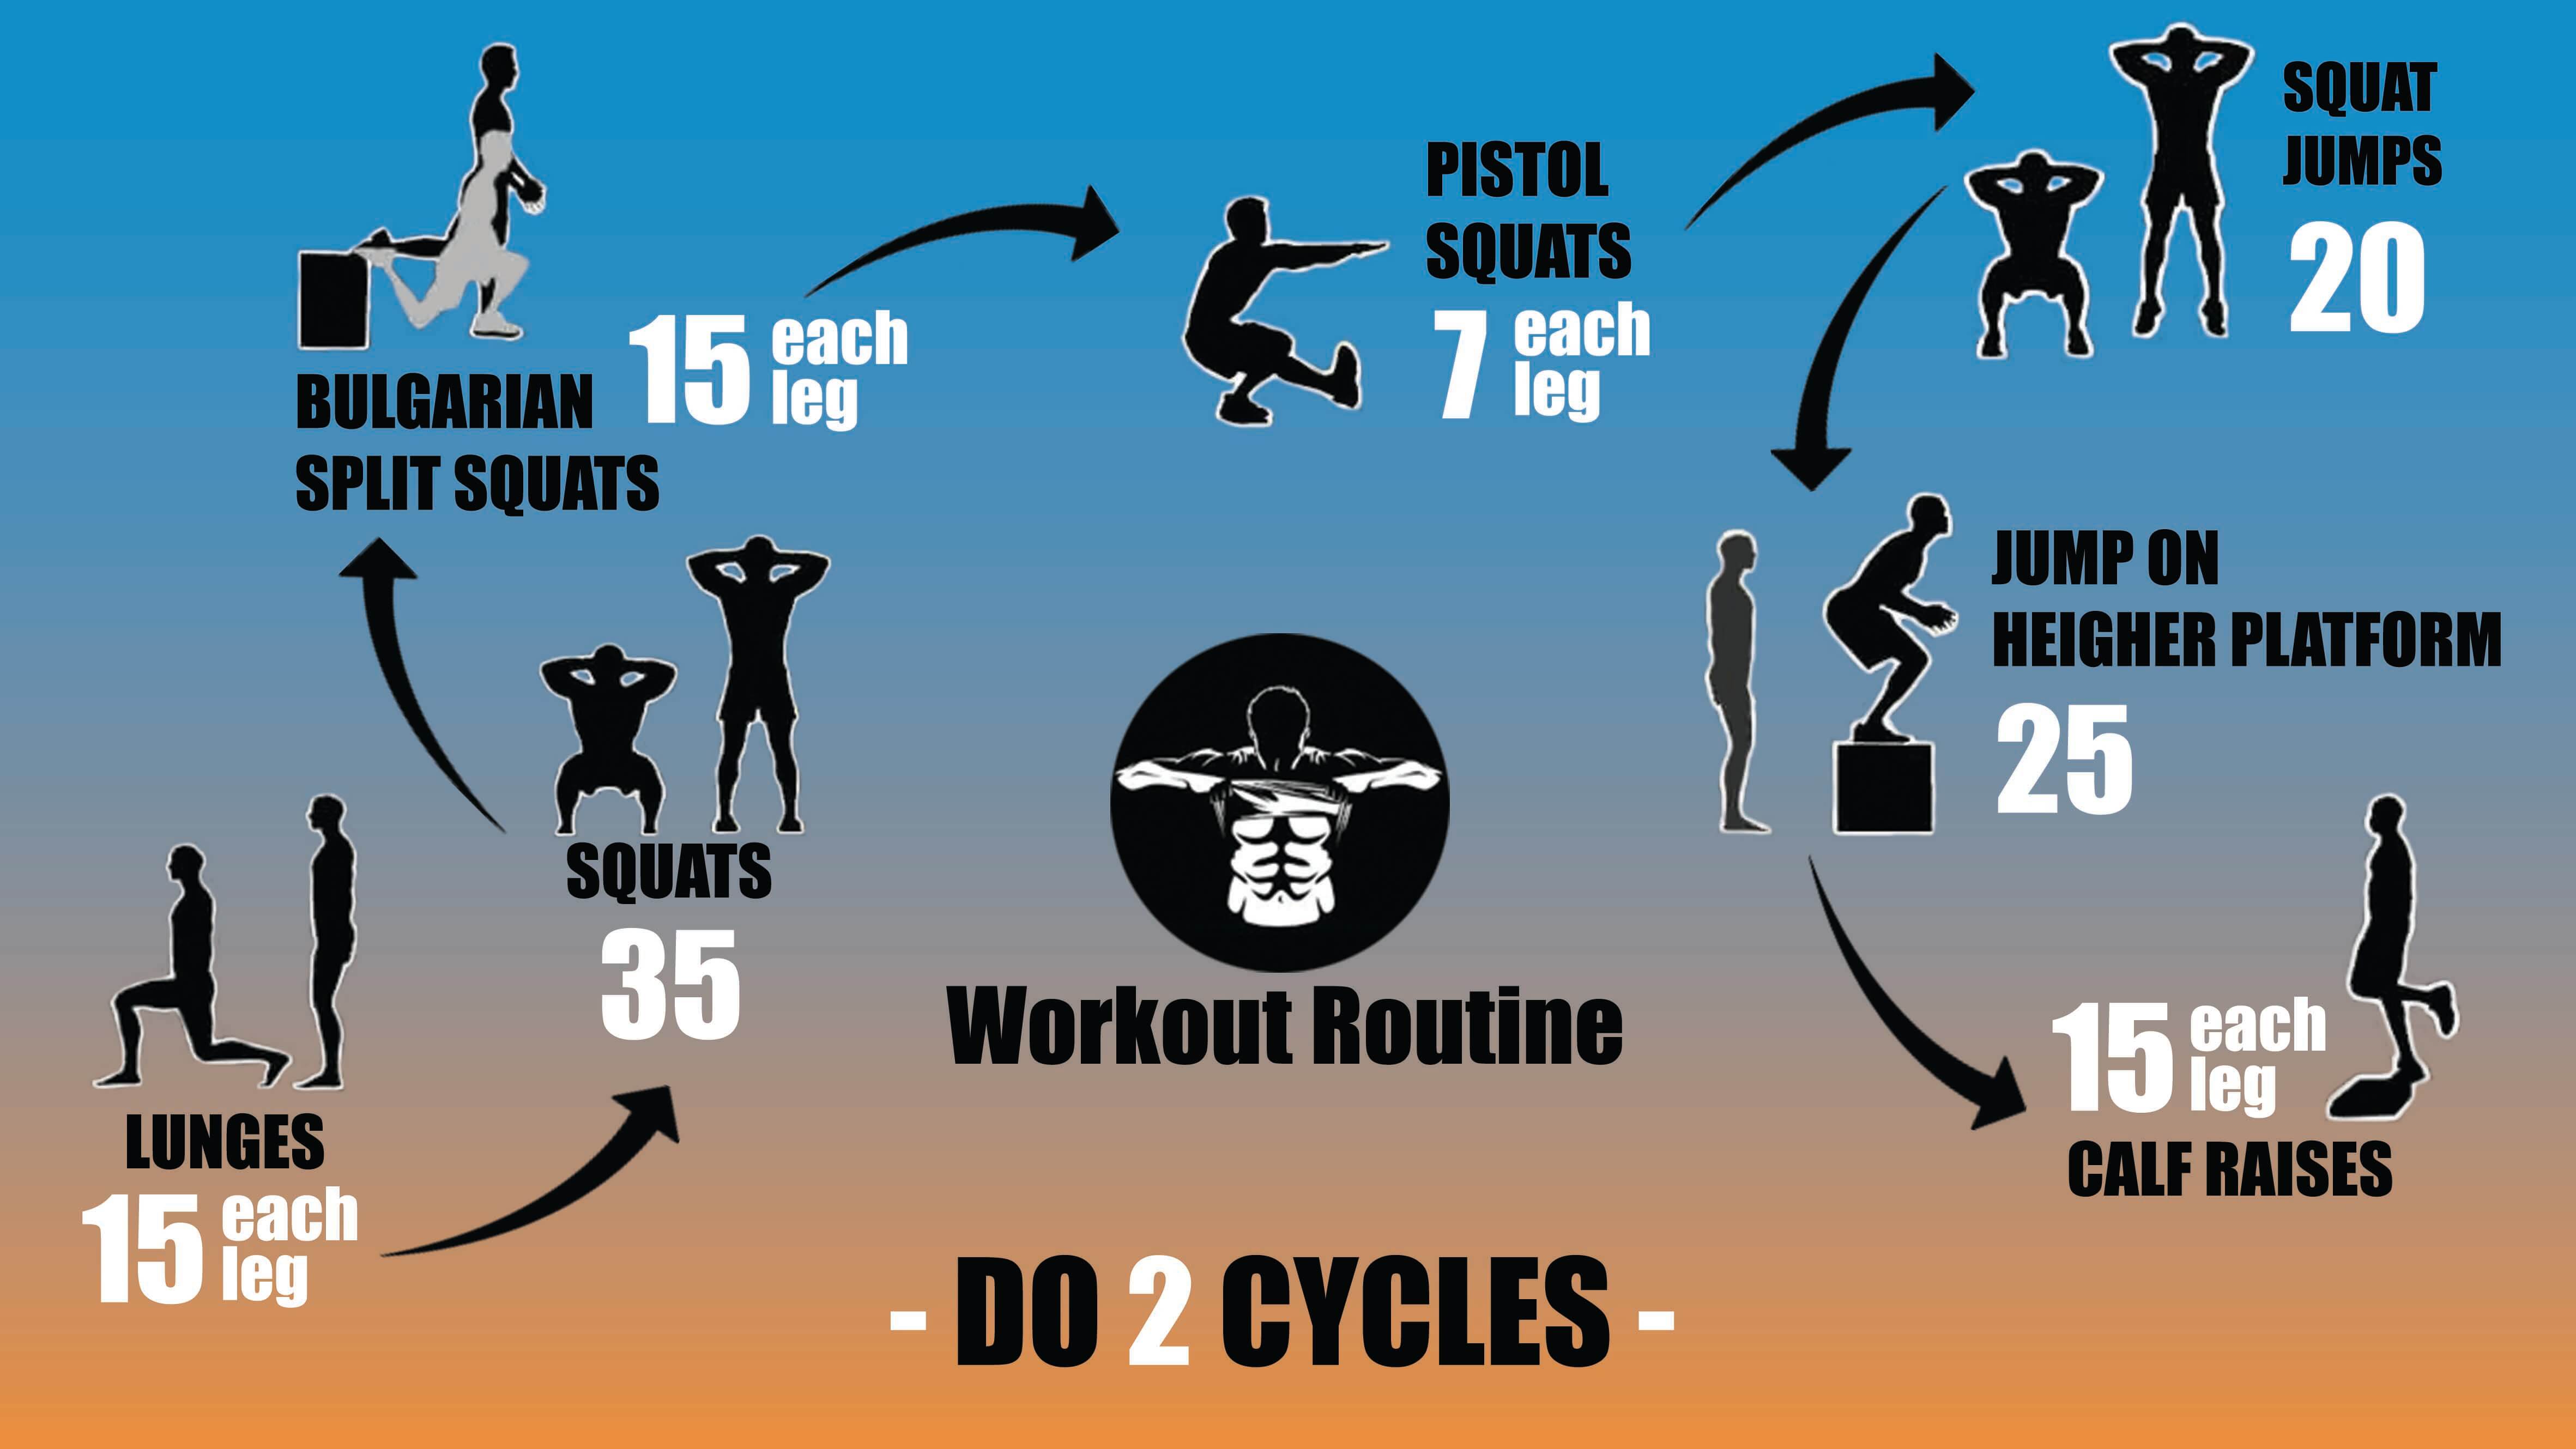 LUNGES
15 each
leg
SQUATS
35
BULGARIAN
SPLIT SQUATS
15 each
leg
PISTOL
SQUATS
7 each
leg
SQUAT
JUMPS
20
JUMP ON
HEIGHER PLATFORM
25
15 each
leg
CALF RAISES
Workout Routine
- DO 2 CYCLES -